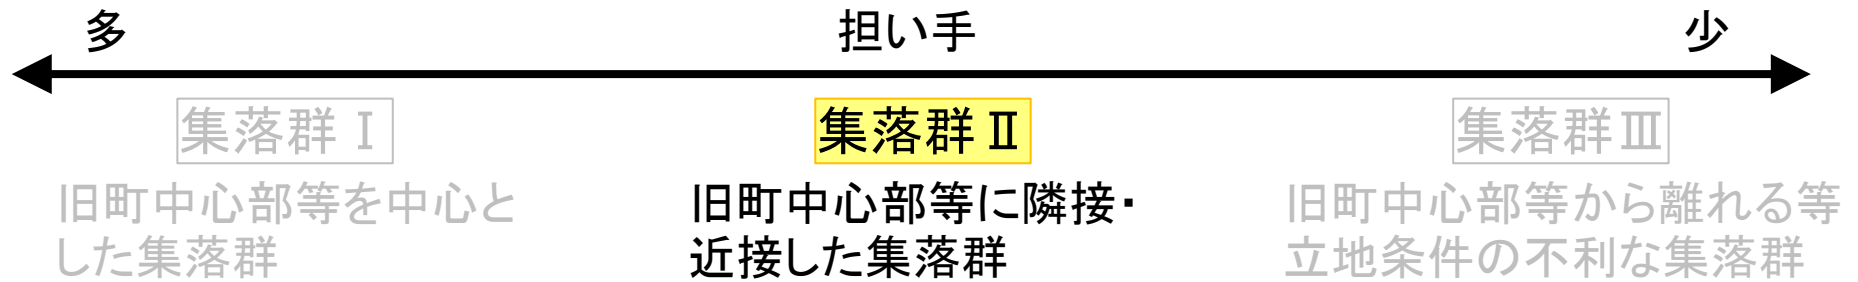 多 担い手 少
集落群Ⅰ 集落群Ⅱ 集落群Ⅲ
旧町中心部等を中心と
した集落群
旧町中心部等に隣接・
近接した集落群
旧町中心部等から離れる等
立地条件の不利な集落群